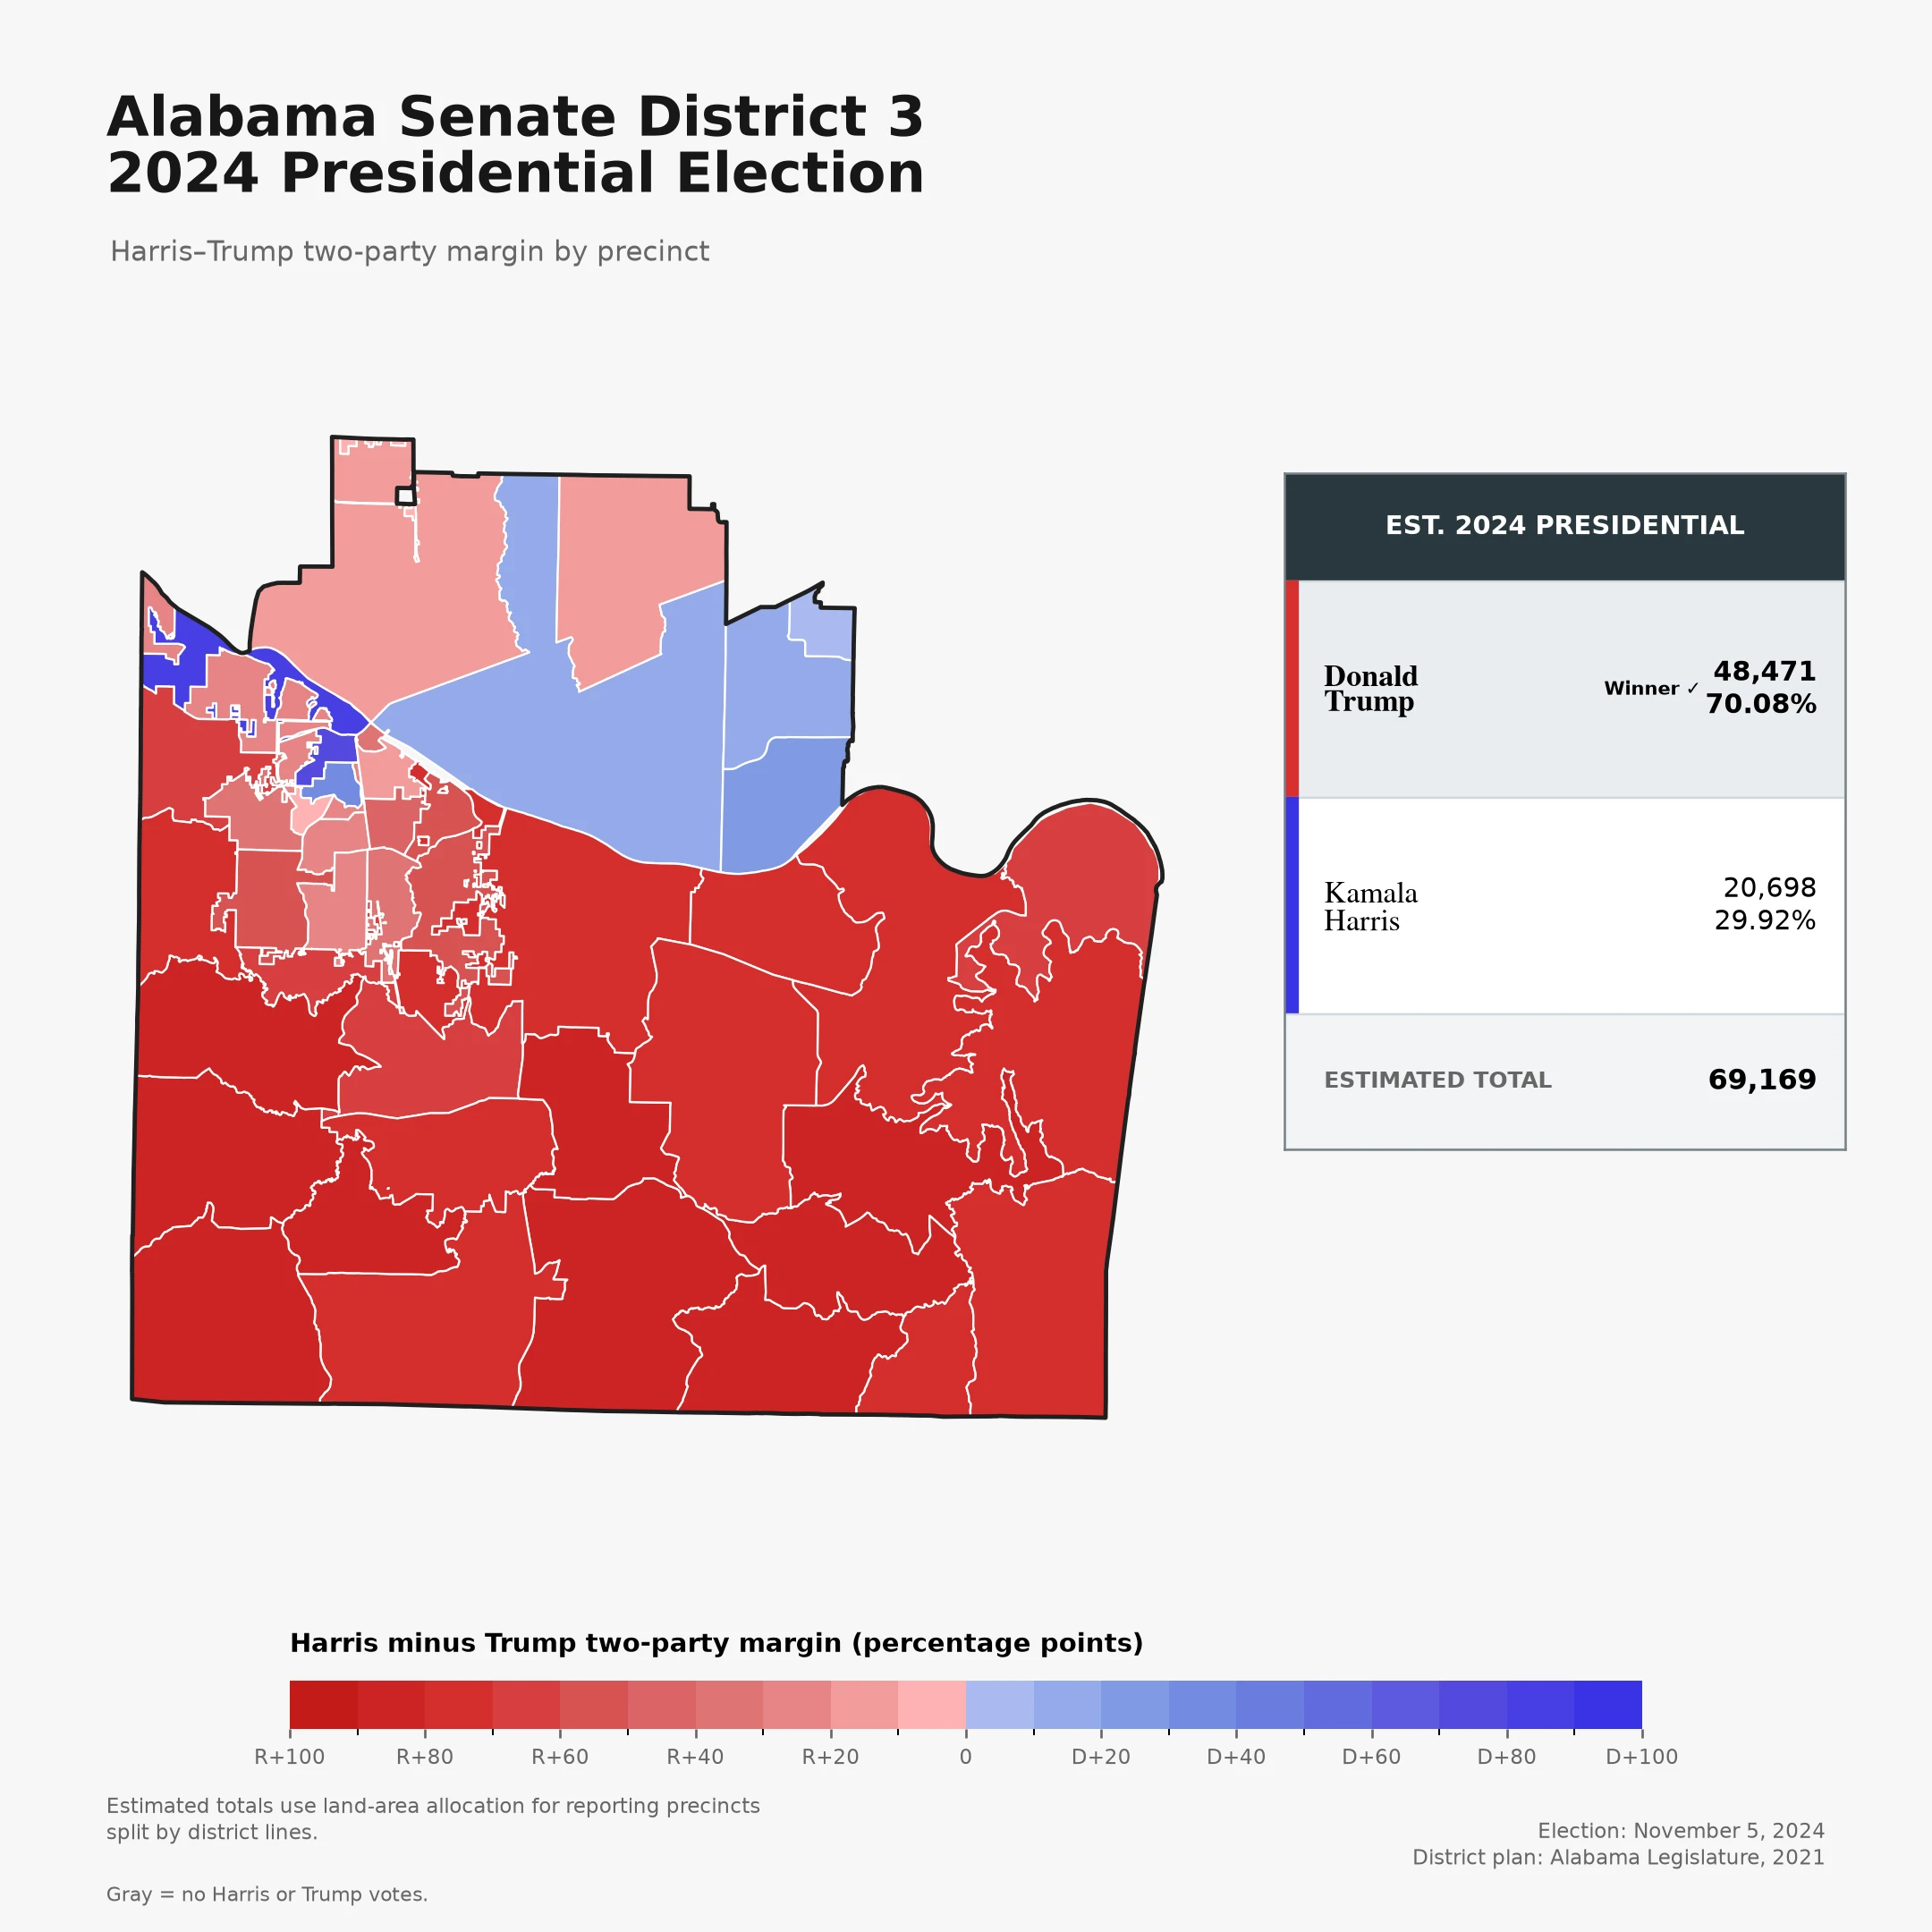 Alabama Senate District 3
2024 Presidential Election
Harris–Trump two-party margin by precinct
EST. 2024 PRESIDENTIAL
Donald
Trump
Winner ✓
48,471
70.08%
Kamala
Harris
20,698
29.92%
ESTIMATED TOTAL
69,169
Harris minus Trump two-party margin (percentage points)
R+100 R+80 R+60 R+40 R+20 0 D+20 D+40 D+60 D+80 D+100
Estimated totals use land-area allocation for reporting precincts
split by district lines.
Gray = no Harris or Trump votes.
Election: November 5, 2024
District plan: Alabama Legislature, 2021